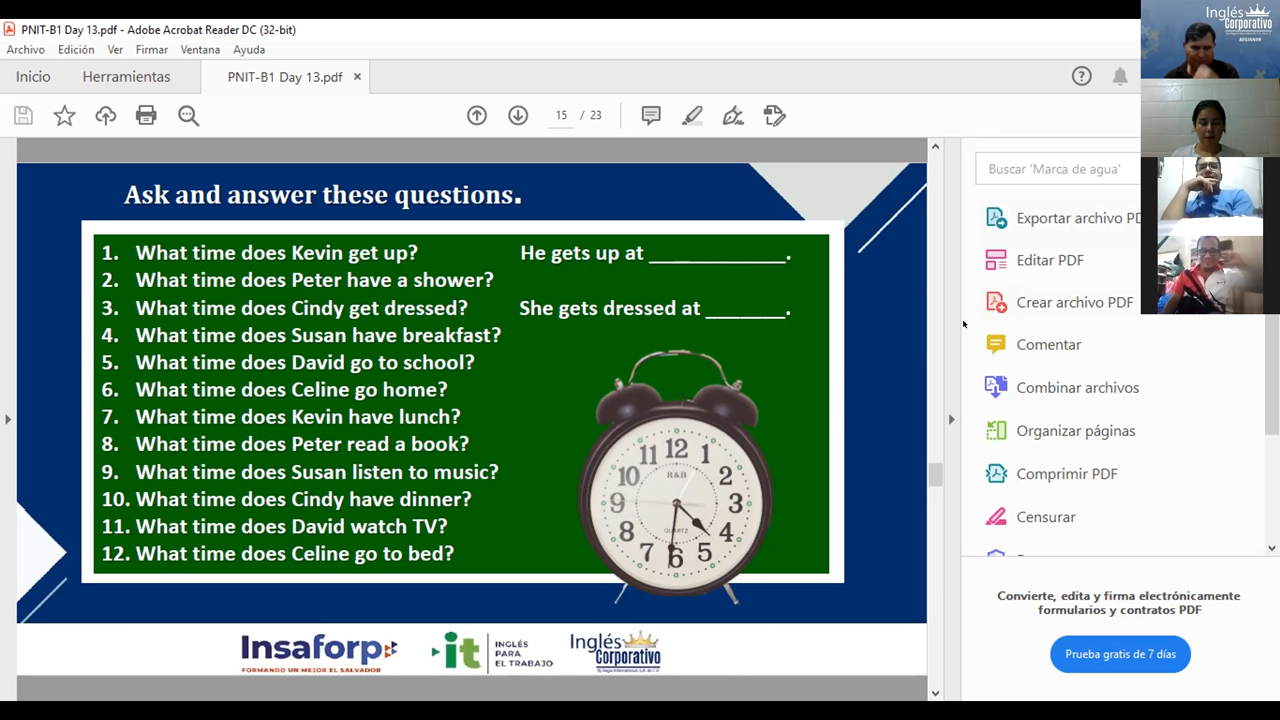 PNIT-B1 Day 13.pdf - Adobe Acrobat Reader DC (32-bit)
Archivo Edición Ver Firmar Ventana Ayuda
Inicio Herramientas PNIT-B1 Day 13.pdf
15 / 23
Inglés
Corporativo
BEGINNER
Ask and answer these questions.
1. What time does Kevin get up? He gets up at ____________.
2. What time does Peter have a shower?
3. What time does Cindy get dressed? She gets dressed at _______.
4. What time does Susan have breakfast?
5. What time does David go to school?
6. What time does Celine go home?
7. What time does Kevin have lunch?
8. What time does Peter read a book?
9. What time does Susan listen to music?
10. What time does Cindy have dinner?
11. What time does David watch TV?
12. What time does Celine go to bed?
12 1 2 3 4 5 6 7 8 9 10 11
R&B
QUARTZ
Insaforp
FORMANDO UN MEJOR EL SALVADOR
it
INGLÉS
PARA
EL TRABAJO
Inglés
Corporativo
Buscar 'Marca de agua'
Exportar archivo PD
Editar PDF
Crear archivo PDF
Comentar
Combinar archivos
Organizar páginas
Comprimir PDF
Censurar
Convierte, edita y firma electrónicamente
formularios y contratos PDF
Prueba gratis de 7 días